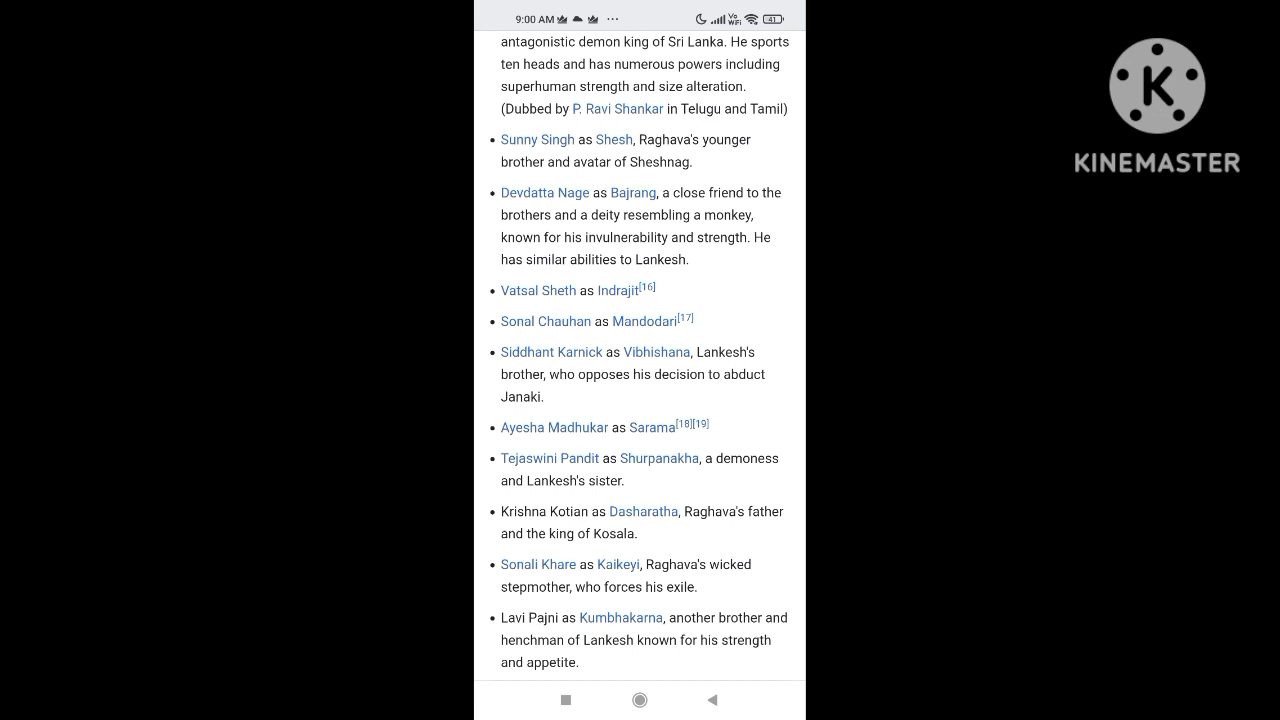 9:00 AM ...
Vo
WiFi
41
antagonistic demon king of Sri Lanka. He sports
ten heads and has numerous powers including
superhuman strength and size alteration.
(Dubbed by P. Ravi Shankar in Telugu and Tamil)
• Sunny Singh as Shesh, Raghava's younger
brother and avatar of Sheshnag.
• Devdatta Nage as Bajrang, a close friend to the
brothers and a deity resembling a monkey,
known for his invulnerability and strength. He
has similar abilities to Lankesh.
• Vatsal Sheth as Indrajit[16]
• Sonal Chauhan as Mandodari[17]
• Siddhant Karnick as Vibhishana, Lankesh's
brother, who opposes his decision to abduct
Janaki.
• Ayesha Madhukar as Sarama[18][19]
• Tejaswini Pandit as Shurpanakha, a demoness
and Lankesh's sister.
• Krishna Kotian as Dasharatha, Raghava's father
and the king of Kosala.
• Sonali Khare as Kaikeyi, Raghava's wicked
stepmother, who forces his exile.
• Lavi Pajni as Kumbhakarna, another brother and
henchman of Lankesh known for his strength
and appetite.
K
KINEMASTER